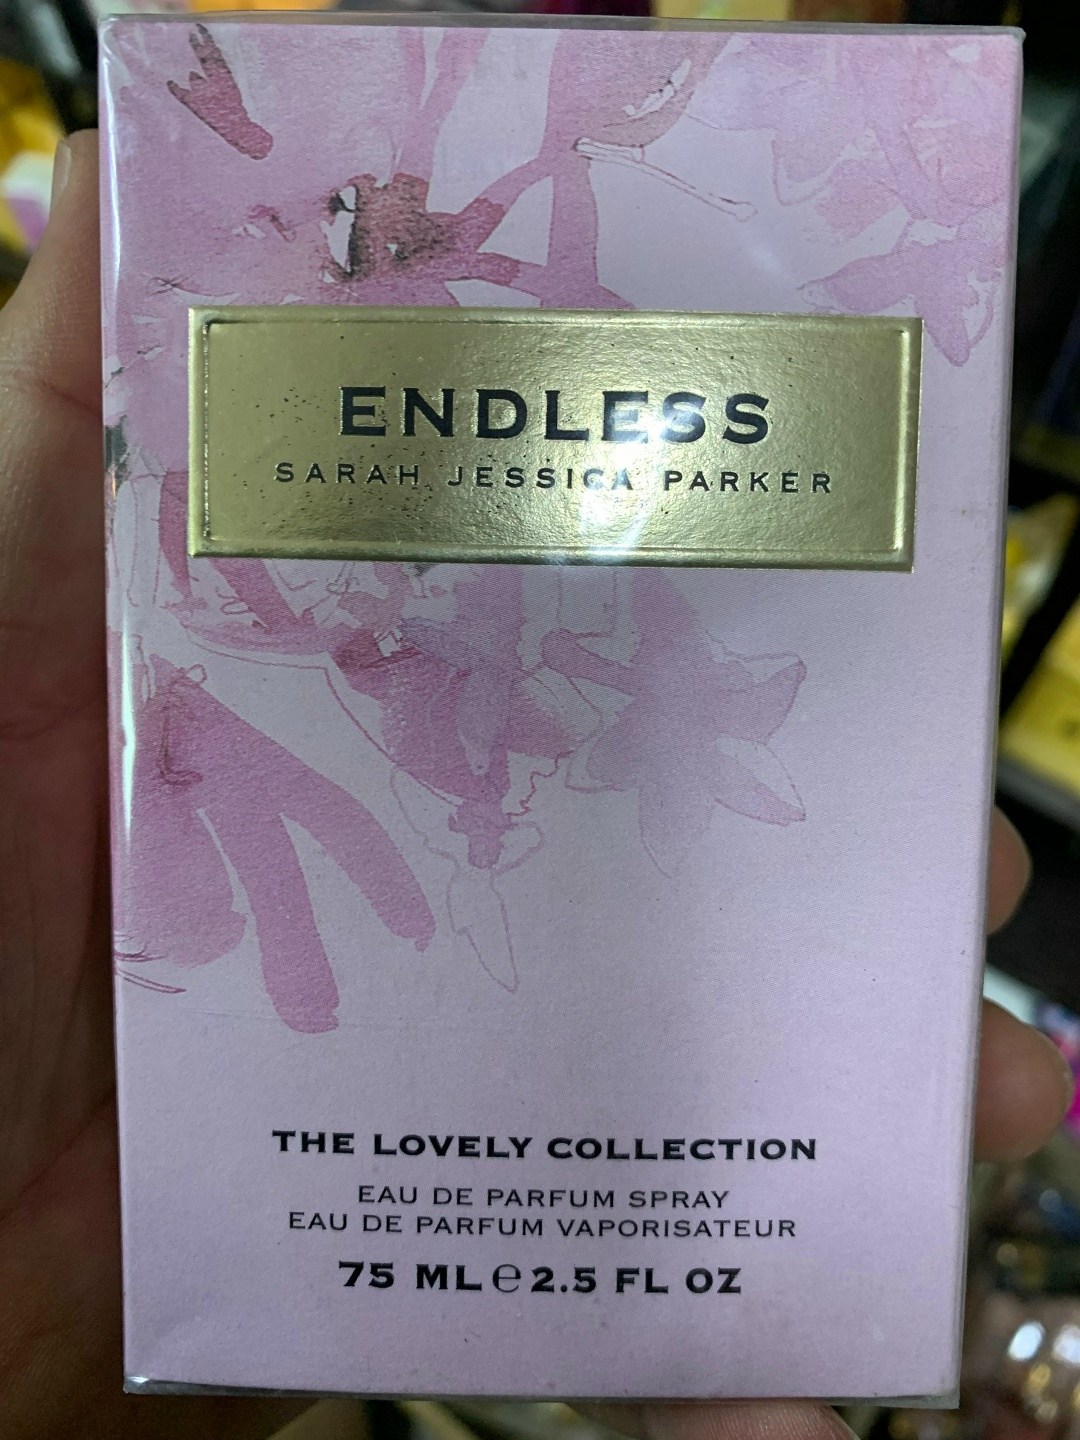 ENDLESS
SARAH JESSICA PARKER
THE LOVELY COLLECTION
EAU DE PARFUM SPRAY
EAU DE PARFUM VAPORISATEUR
75 ML ℮ 2.5 FL OZ